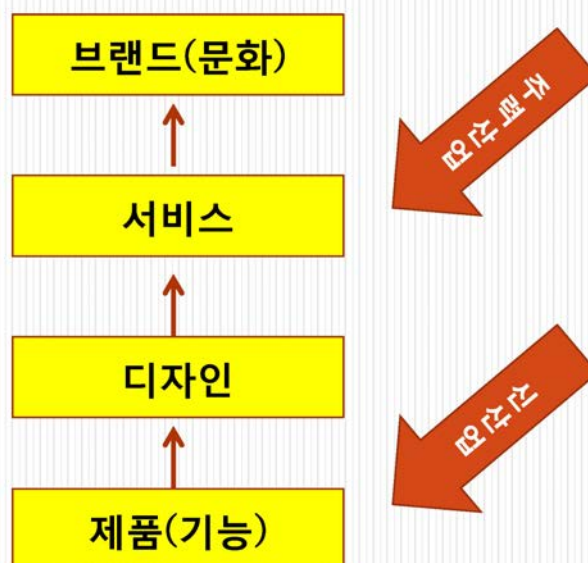 브랜드(문화)
주력산업
서비스
디자인
신산업
제품(기능)